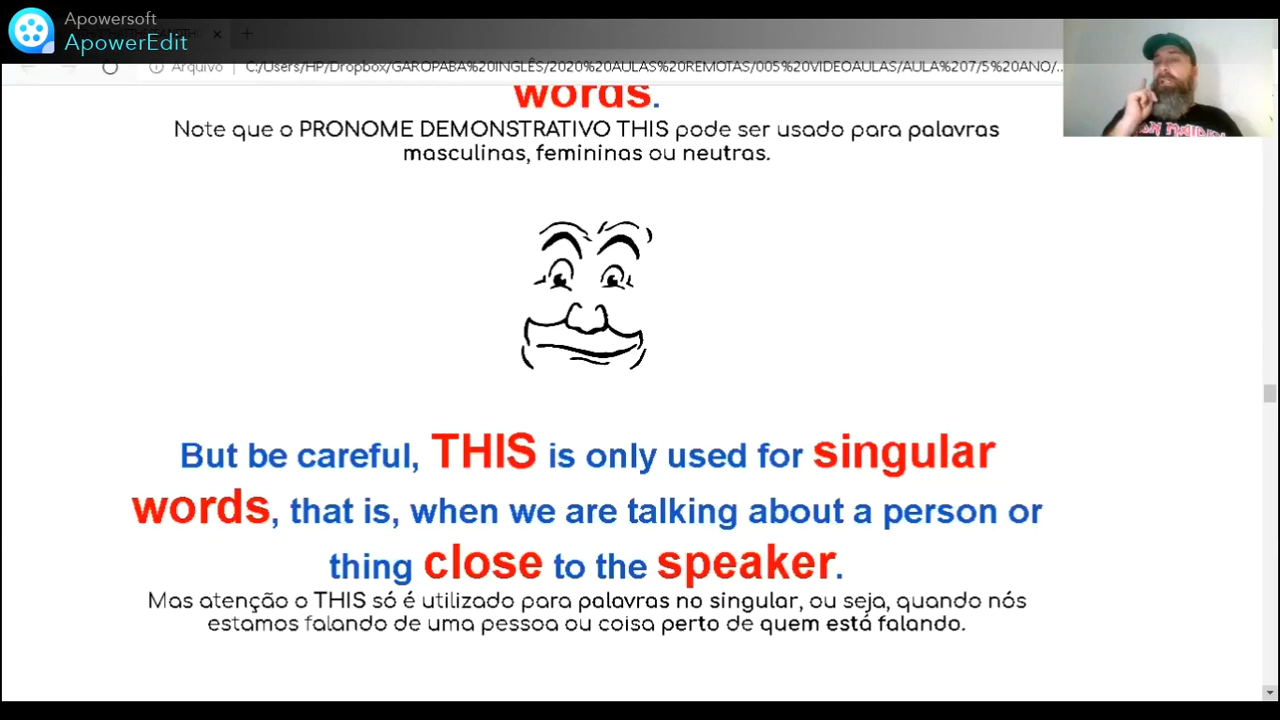 Apowersoft
ApowerEdit
Arquivo C:/Users/HP/Dropbox/GAROPABA%20INGLÊS/2020%20AULAS%20REMOTAS/005%20VIDEOAULAS/AULA%207/5%20ANO/...
words.
Note que o PRONOME DEMONSTRATIVO THIS pode ser usado para palavras
masculinas, femininas ou neutras.
But be careful, THIS is only used for singular
words, that is, when we are talking about a person or
thing close to the speaker.
Mas atenção o THIS só é utilizado para palavras no singular, ou seja, quando nós
estamos falando de uma pessoa ou coisa perto de quem está falando.